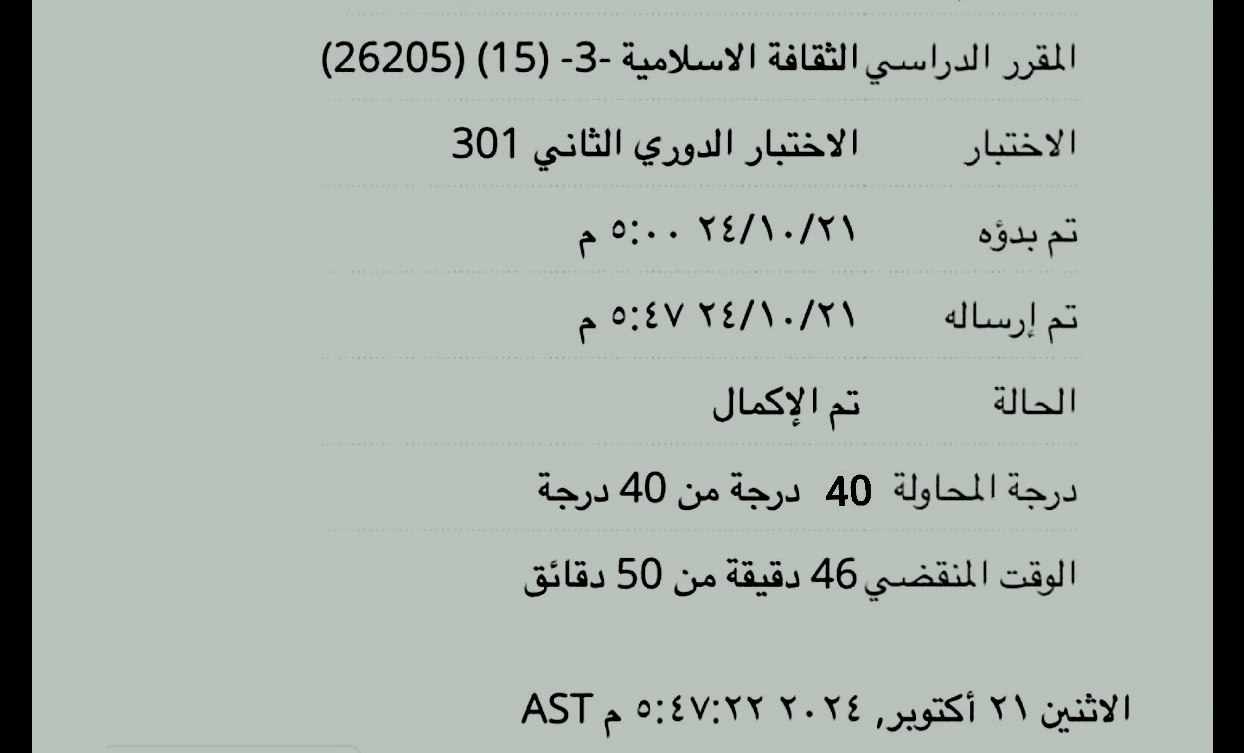 المقرر الدراسي الثقافة الاسلامية -3- (15) (26205)
الاختبار الاختبار الدوري الثاني 301
تم بدؤه ٢٤/١٠/٢١ ٥:٠٠ م
تم إرساله ٢٤/١٠/٢١ ٥:٤٧ م
الحالة تم الإكمال
درجة المحاولة 40 درجة من 40 درجة
الوقت المنقضي 46 دقيقة من 50 دقائق
الاثنين ٢١ أكتوبر, ٢٠٢٤ ٥:٤٧:٢٢ م AST